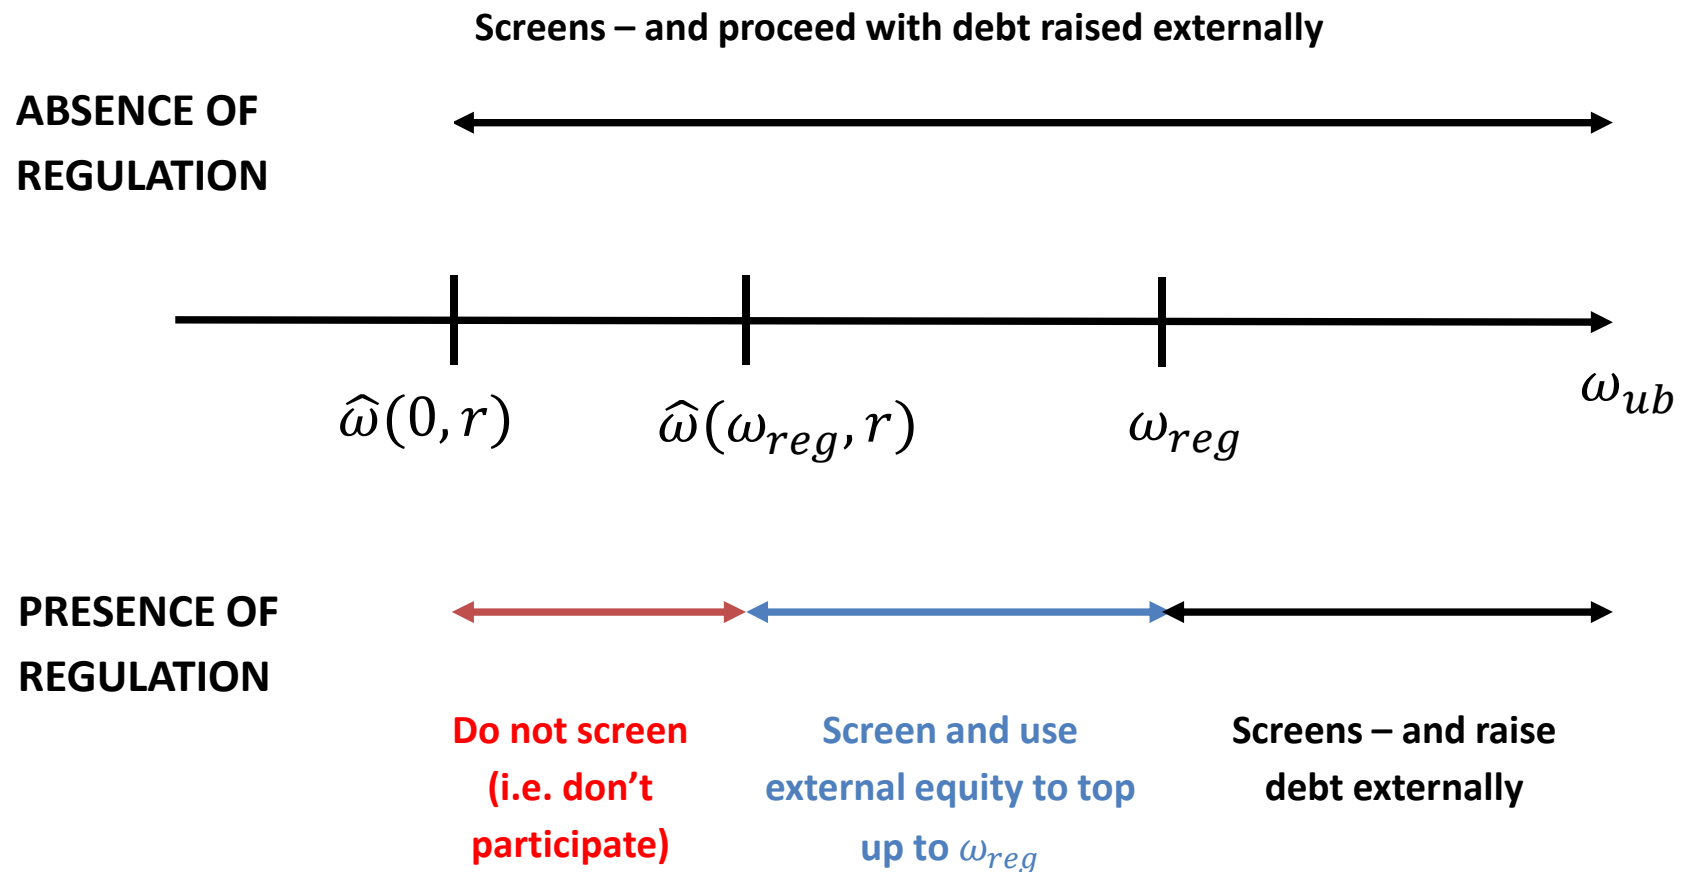 Screens – and proceed with debt raised externally
ABSENCE OF
REGULATION
ω̂(0, r)
ω̂(ω_reg, r)
ω_reg
ω_ub
PRESENCE OF
REGULATION
Do not screen
(i.e. don’t
participate)
Screen and use
external equity to top
up to ω_reg
Screens – and raise
debt externally